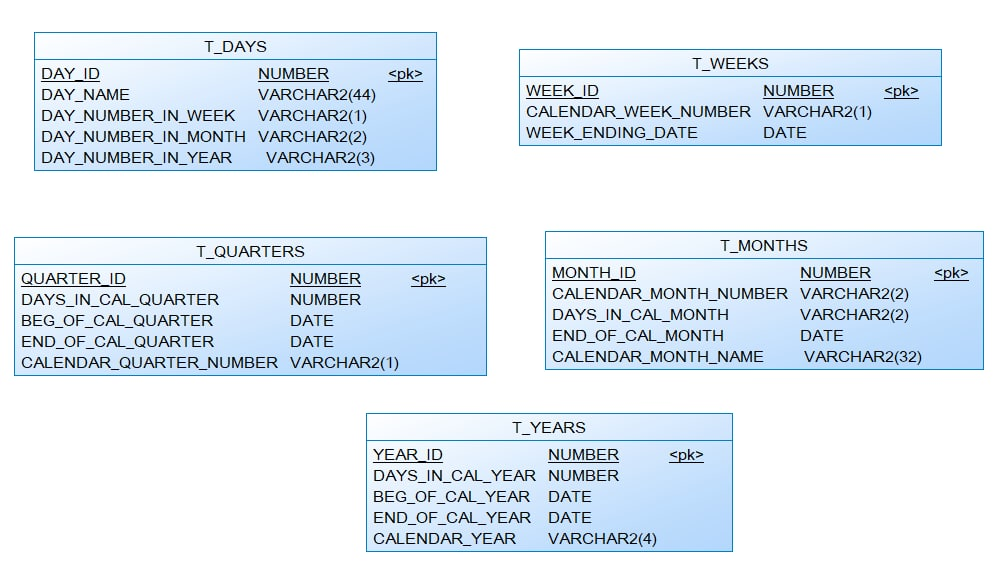 T_DAYS
DAY_ID NUMBER <pk>
DAY_NAME VARCHAR2(44)
DAY_NUMBER_IN_WEEK VARCHAR2(1)
DAY_NUMBER_IN_MONTH VARCHAR2(2)
DAY_NUMBER_IN_YEAR VARCHAR2(3)
T_WEEKS
WEEK_ID NUMBER <pk>
CALENDAR_WEEK_NUMBER VARCHAR2(1)
WEEK_ENDING_DATE DATE
T_QUARTERS
QUARTER_ID NUMBER <pk>
DAYS_IN_CAL_QUARTER NUMBER
BEG_OF_CAL_QUARTER DATE
END_OF_CAL_QUARTER DATE
CALENDAR_QUARTER_NUMBER VARCHAR2(1)
T_MONTHS
MONTH_ID NUMBER <pk>
CALENDAR_MONTH_NUMBER VARCHAR2(2)
DAYS_IN_CAL_MONTH VARCHAR2(2)
END_OF_CAL_MONTH DATE
CALENDAR_MONTH_NAME VARCHAR2(32)
T_YEARS
YEAR_ID NUMBER <pk>
DAYS_IN_CAL_YEAR NUMBER
BEG_OF_CAL_YEAR DATE
END_OF_CAL_YEAR DATE
CALENDAR_YEAR VARCHAR2(4)